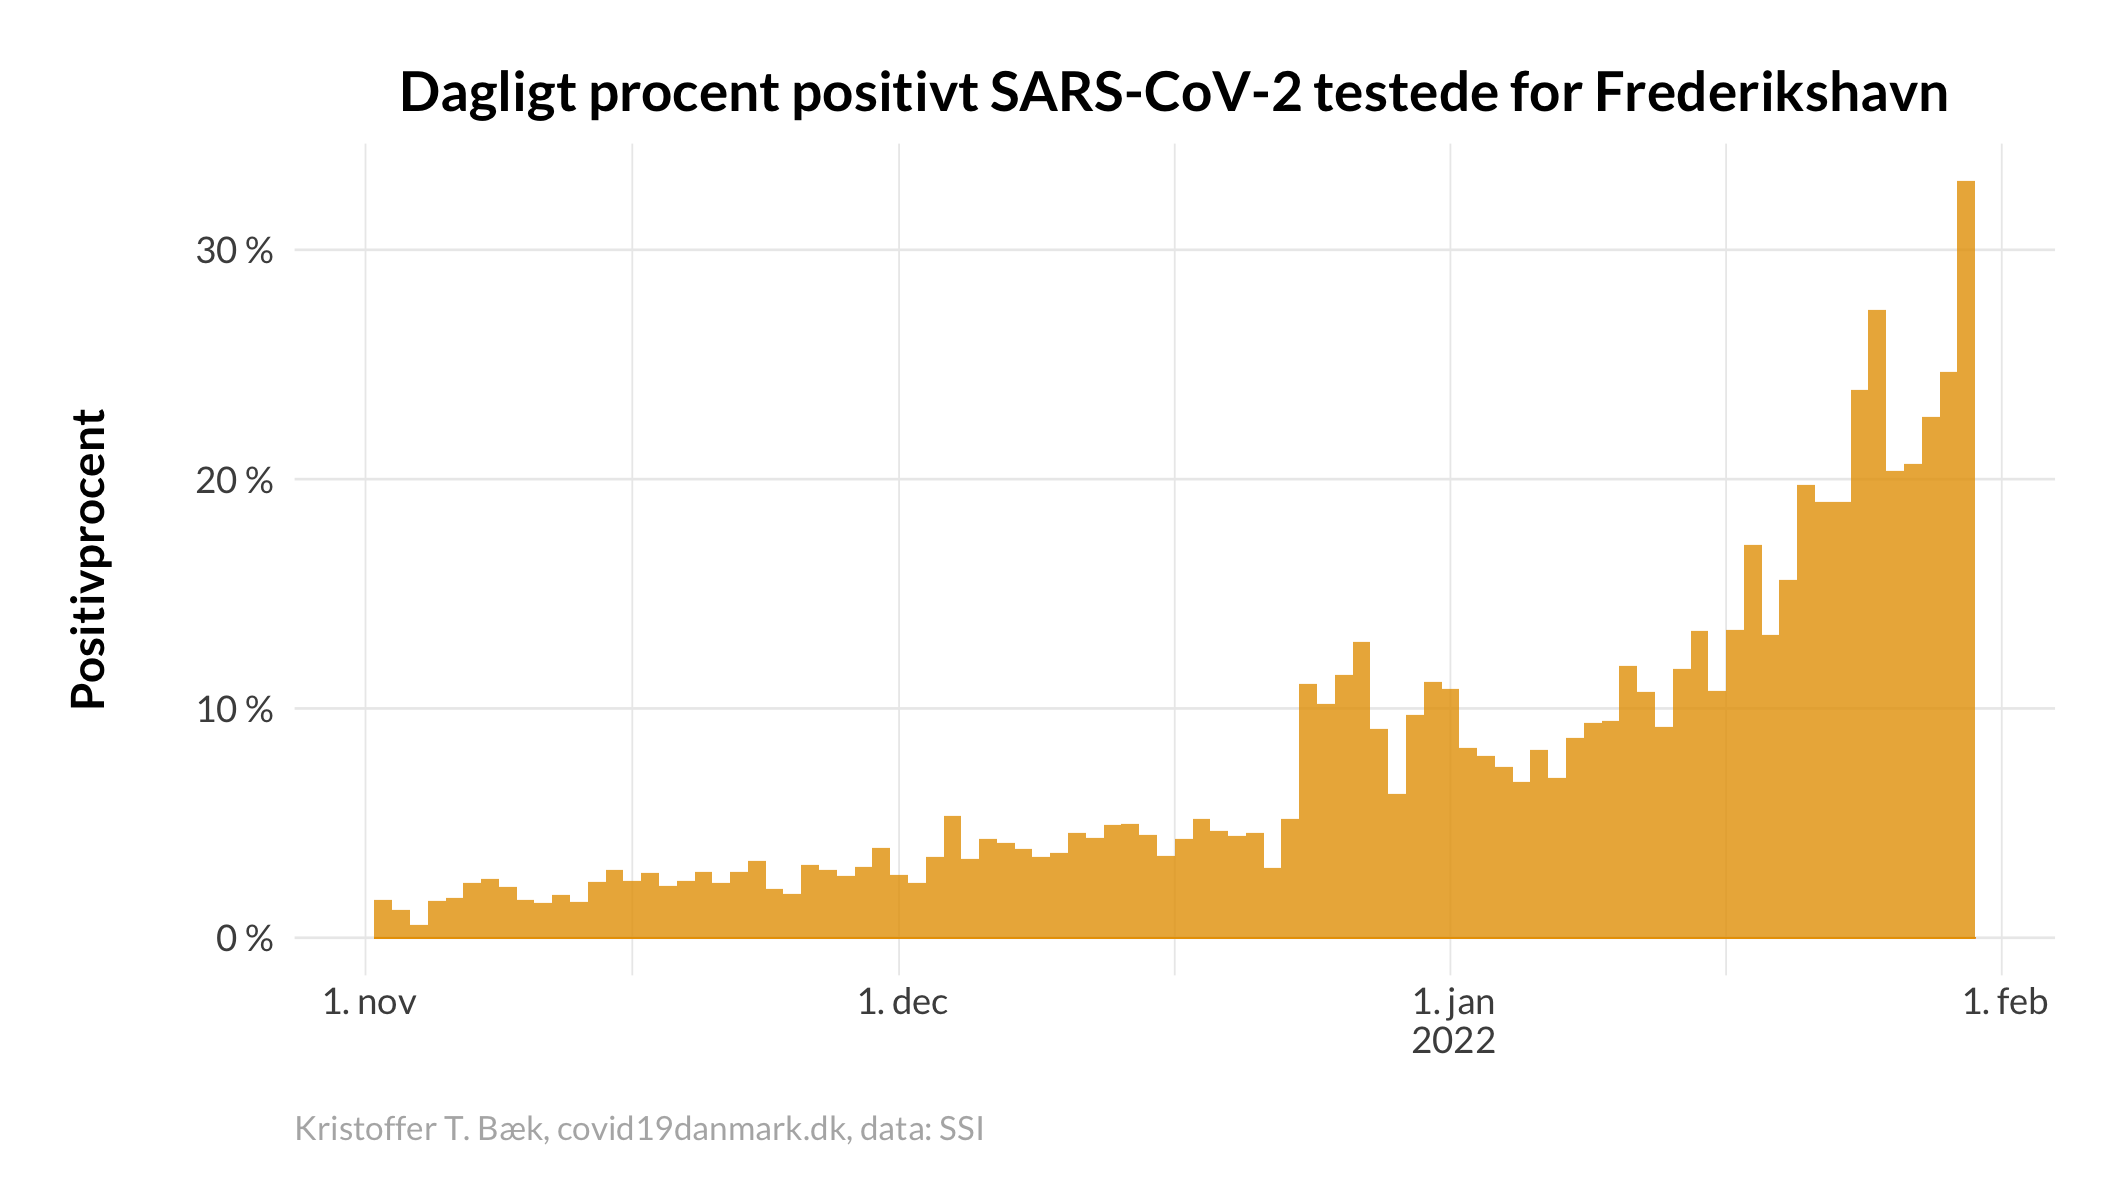 Dagligt procent positivt SARS-CoV-2 testede for Frederikshavn
Positivprocent
30 %
20 %
10 %
0 %
1. nov
1. dec
1. jan
2022
1. feb
Kristoffer T. Bæk, covid19danmark.dk, data: SSI